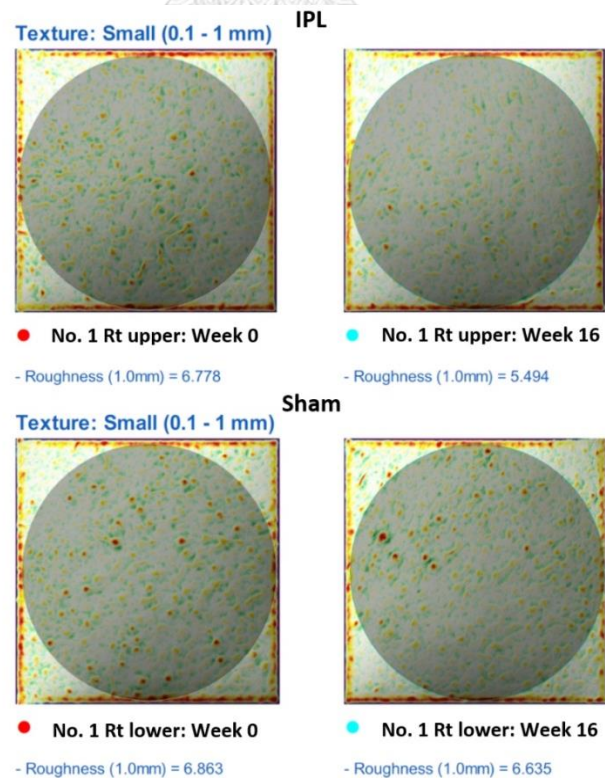 IPL
Texture: Small (0.1 - 1 mm)
No. 1 Rt upper: Week 0
No. 1 Rt upper: Week 16
- Roughness (1.0mm) = 6.778
- Roughness (1.0mm) = 5.494
Sham
Texture: Small (0.1 - 1 mm)
No. 1 Rt lower: Week 0
No. 1 Rt lower: Week 16
- Roughness (1.0mm) = 6.863
- Roughness (1.0mm) = 6.635